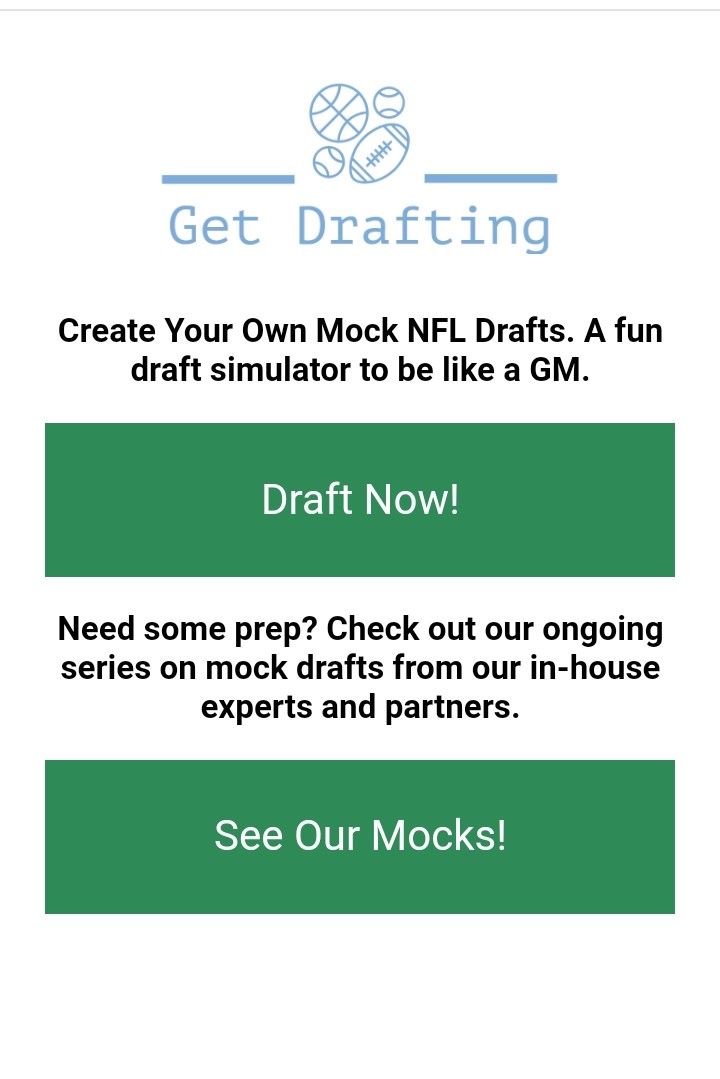 Get Drafting
Create Your Own Mock NFL Drafts. A fun
draft simulator to be like a GM.
Draft Now!
Need some prep? Check out our ongoing
series on mock drafts from our in-house
experts and partners.
See Our Mocks!